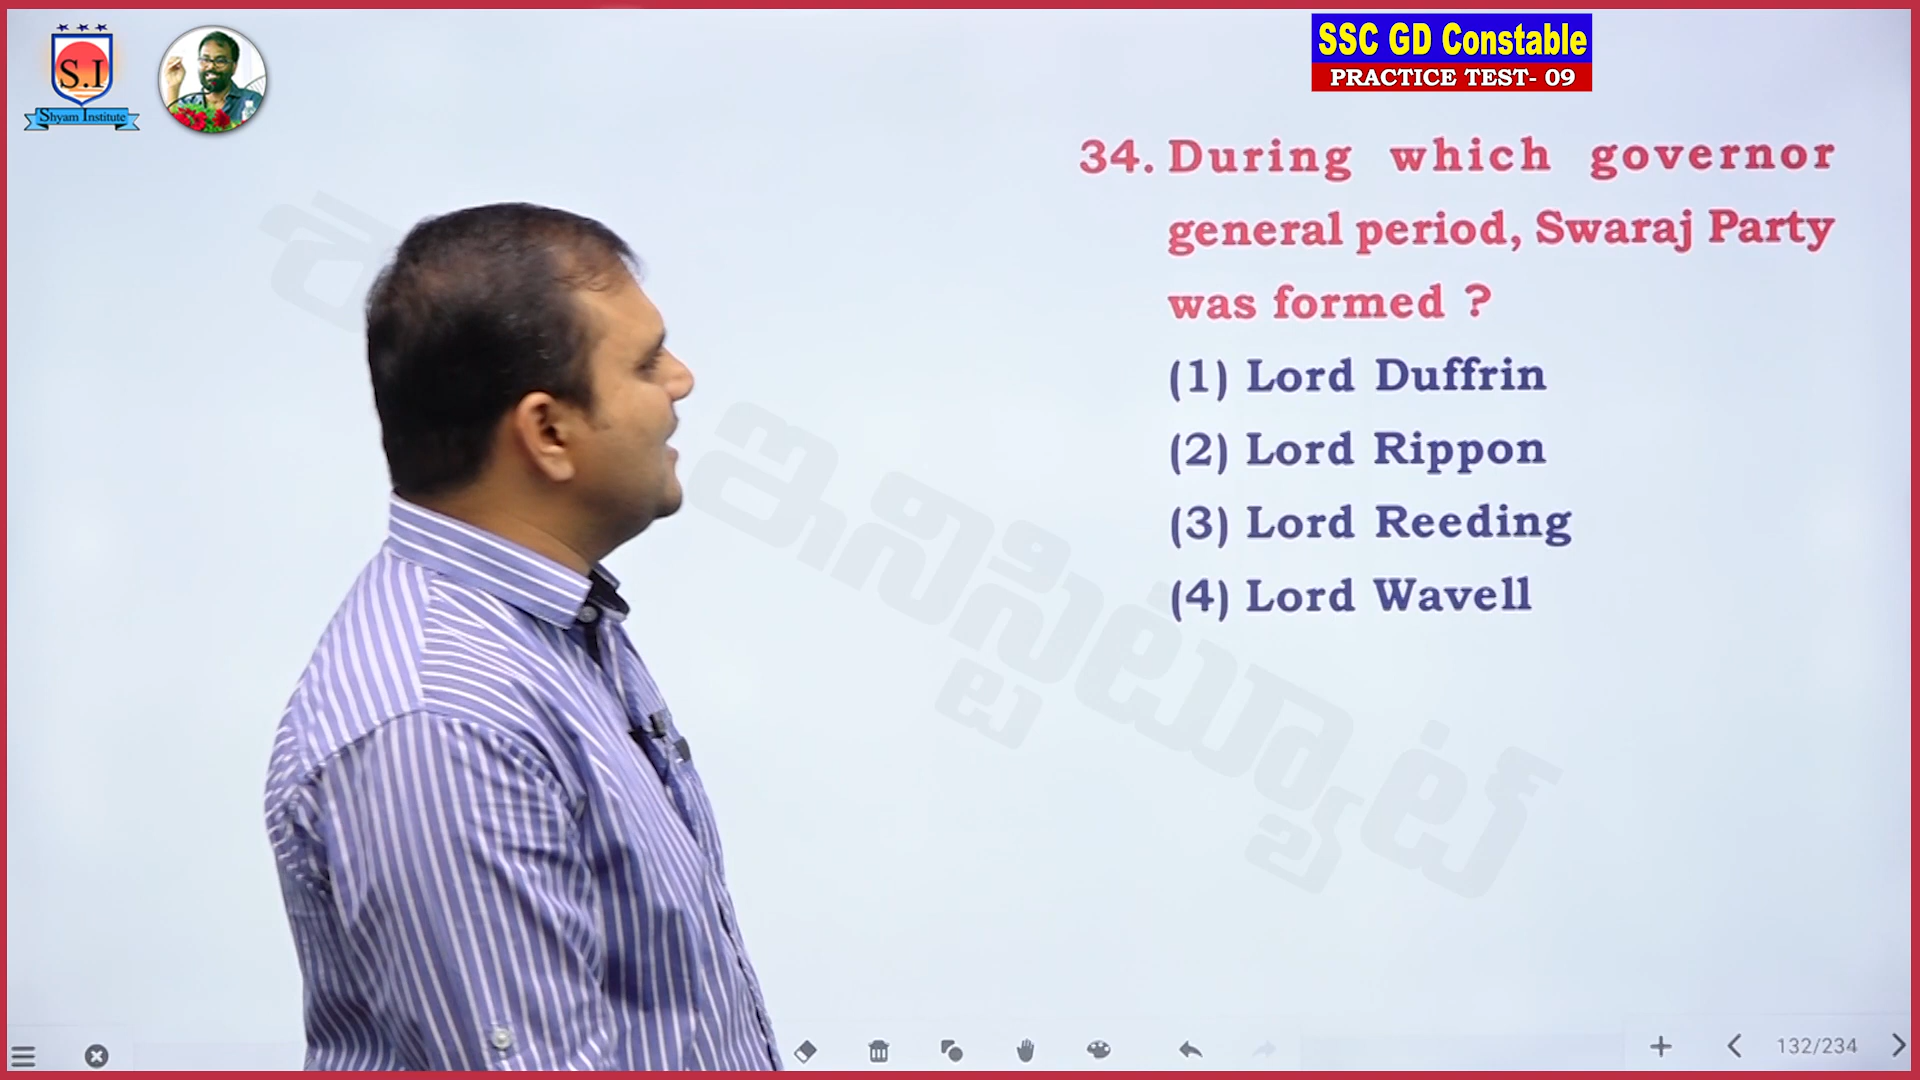 S.I
Shyam Institute
SSC GD Constable
PRACTICE TEST- 09
34. During which governor
general period, Swaraj Party
was formed ?
(1) Lord Duffrin
(2) Lord Rippon
(3) Lord Reeding
(4) Lord Wavell
ఇన్‌స్టిట్యూట్
132/234